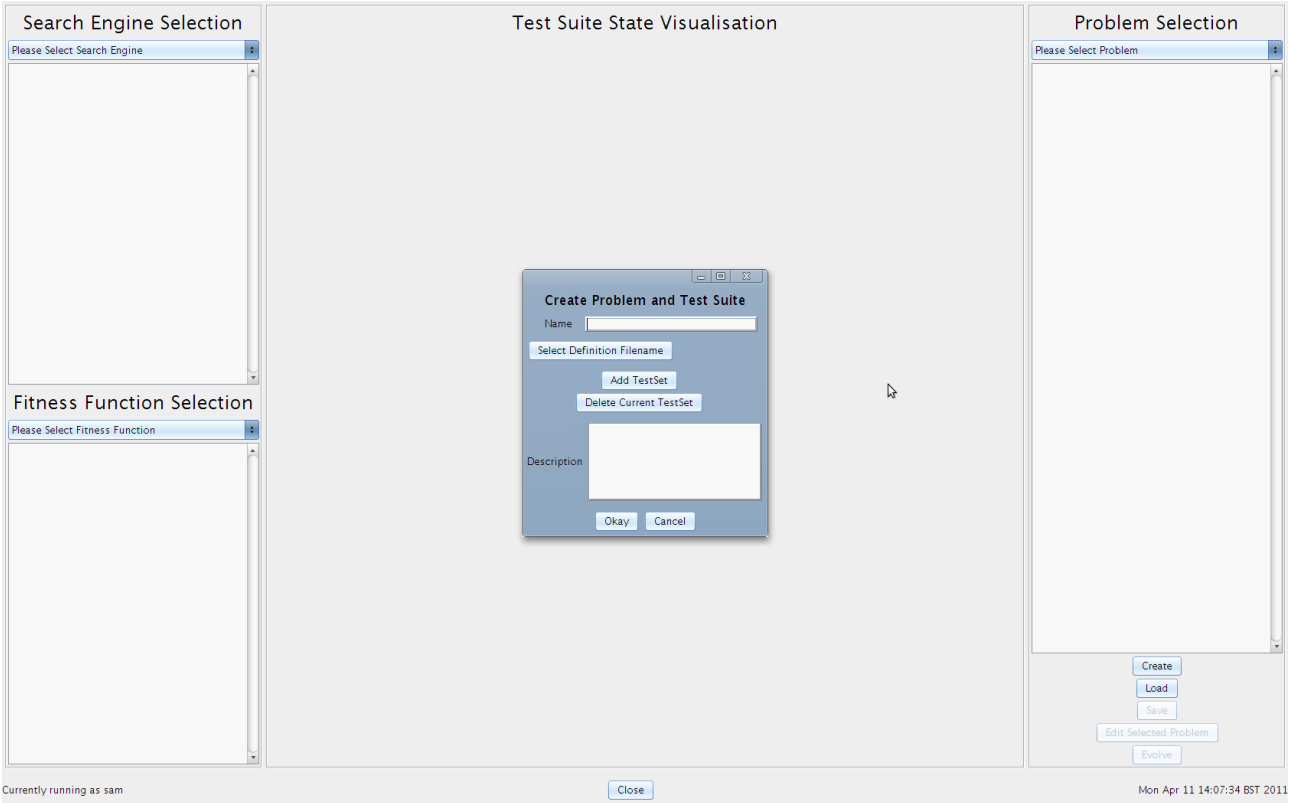 Search Engine Selection
Please Select Search Engine
Fitness Function Selection
Please Select Fitness Function
Test Suite State Visualisation
Create Problem and Test Suite
Name
Select Definition Filename
Add TestSet
Delete Current TestSet
Description
Okay Cancel
Problem Selection
Please Select Problem
Create
Load
Save
Edit Selected Problem
Evolve
Currently running as sam
Close
Mon Apr 11 14:07:34 BST 2011